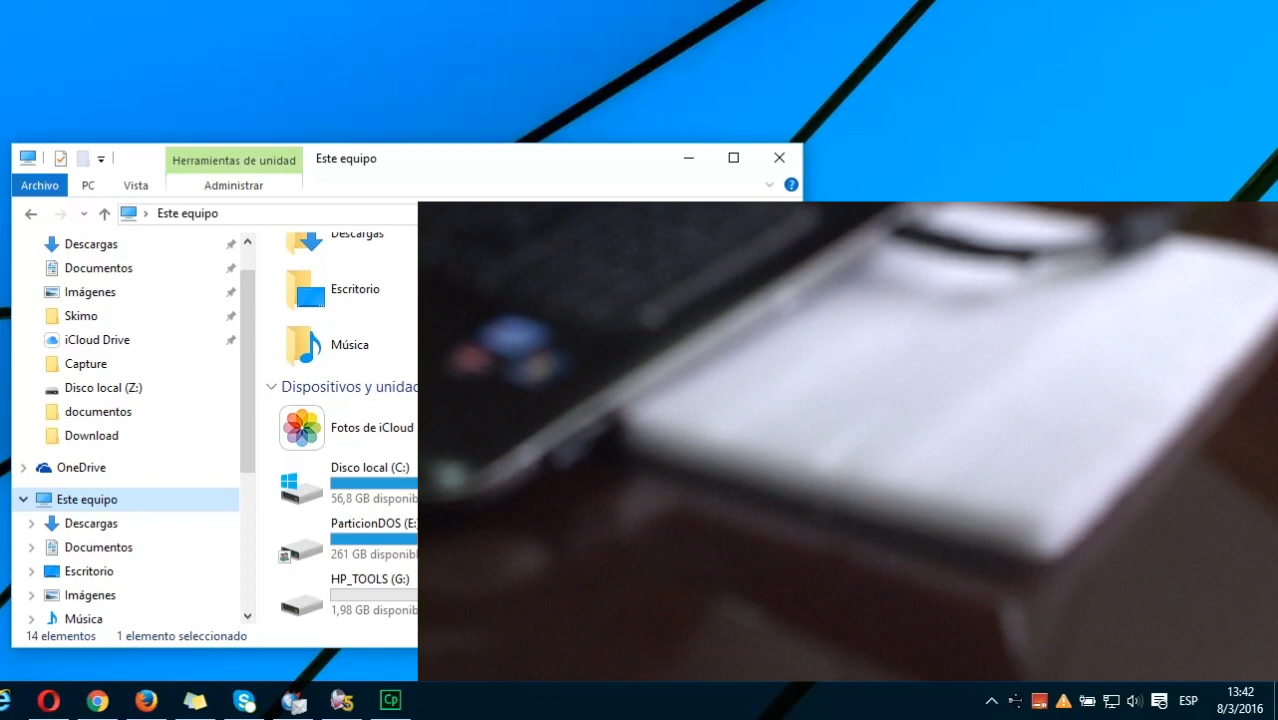 Herramientas de unidad
Este equipo
Archivo
PC
Vista
Administrar
Este equipo
Descargas
Documentos
Imágenes
Skimo
iCloud Drive
Capture
Disco local (Z:)
documentos
Download
OneDrive
Este equipo
Descargas
Documentos
Escritorio
Imágenes
Música
Descargas
Escritorio
Música
Dispositivos y unidad
Fotos de iCloud
Disco local (C:)
56,8 GB disponib
ParticionDOS (E:
261 GB disponibl
HP_TOOLS (G:)
1,98 GB disponib
14 elementos 1 elemento seleccionado
Cp
ESP
13:42
8/3/2016